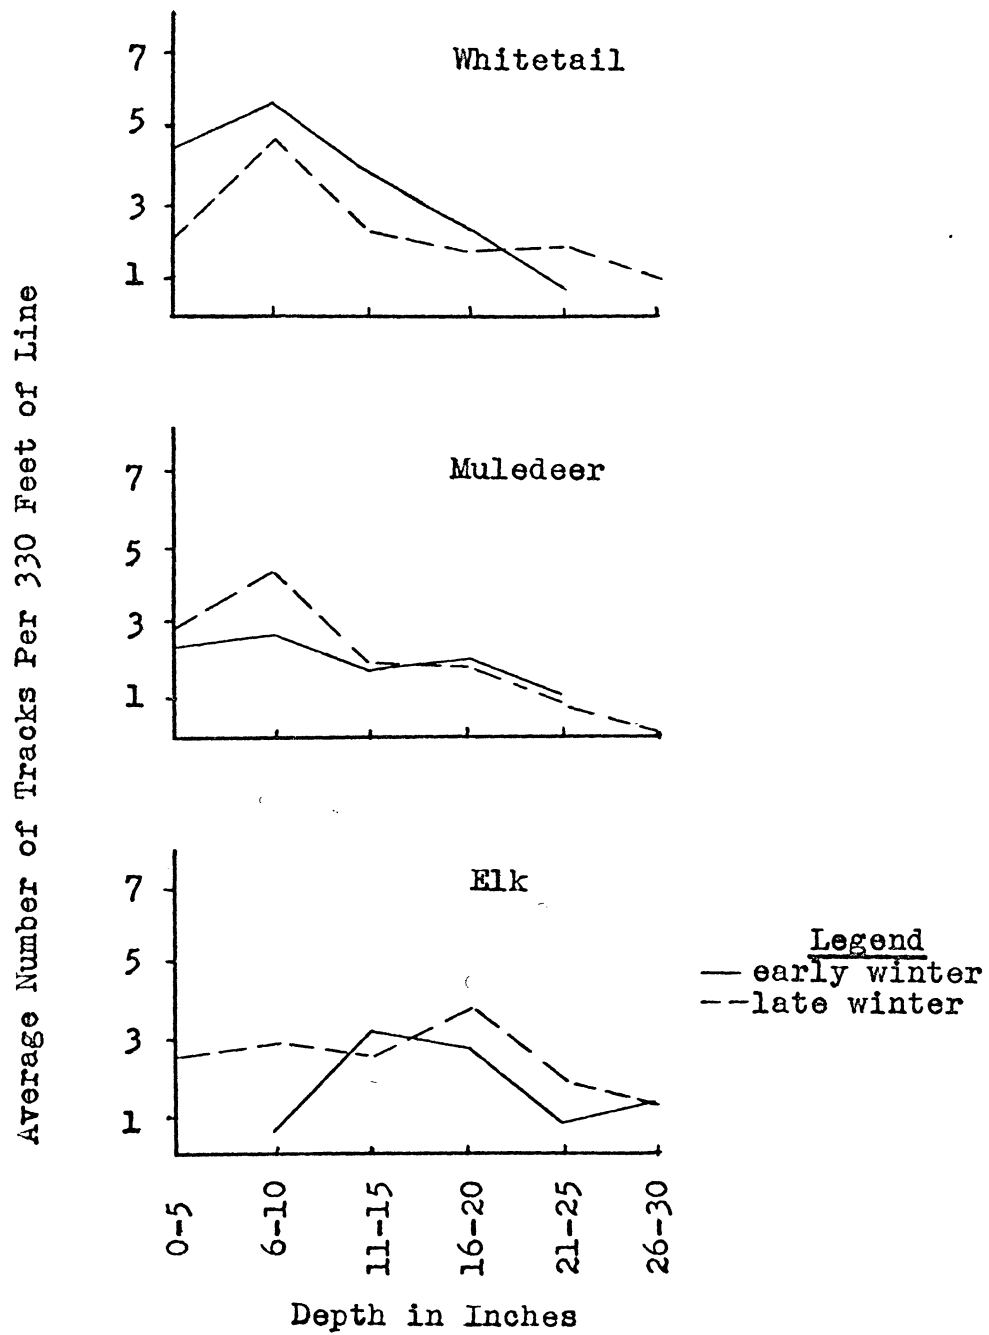 Average Number of Tracks Per 330 Feet of Line
Whitetail
7
5
3
1
Muledeer
7
5
3
1
Elk
7
5
3
1
Legend
early winter
late winter
0-5
6-10
11-15
16-20
21-25
26-30
Depth in Inches